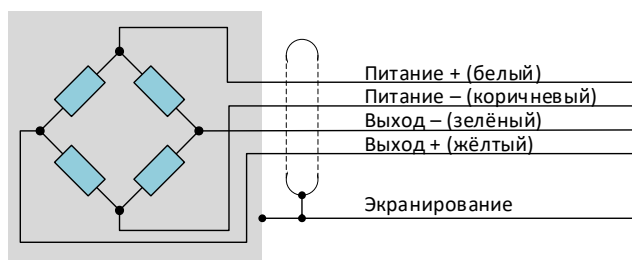 Питание + (белый)
Питание – (коричневый)
Выход – (зелёный)
Выход + (жёлтый)
Экранирование